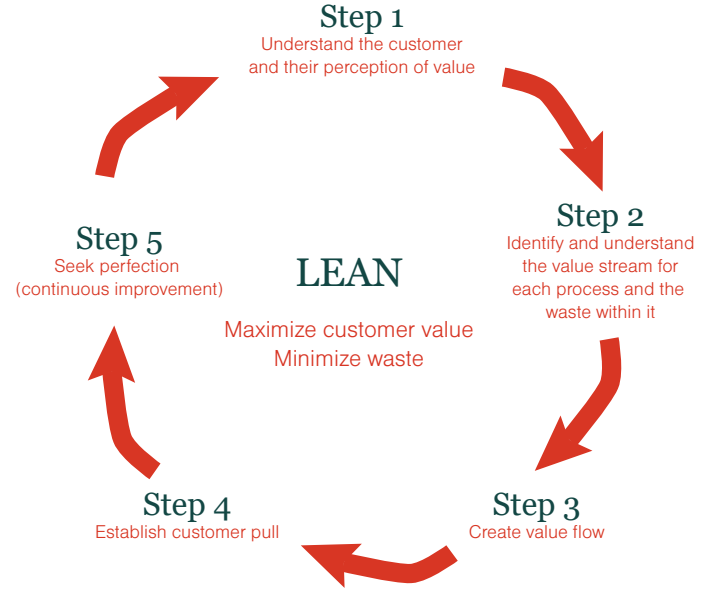 Step 1
Understand the customer
and their perception of value
Step 2
Identify and understand
the value stream for
each process and the
waste within it
Step 3
Create value flow
Step 4
Establish customer pull
Step 5
Seek perfection
(continuous improvement)
LEAN
Maximize customer value
Minimize waste